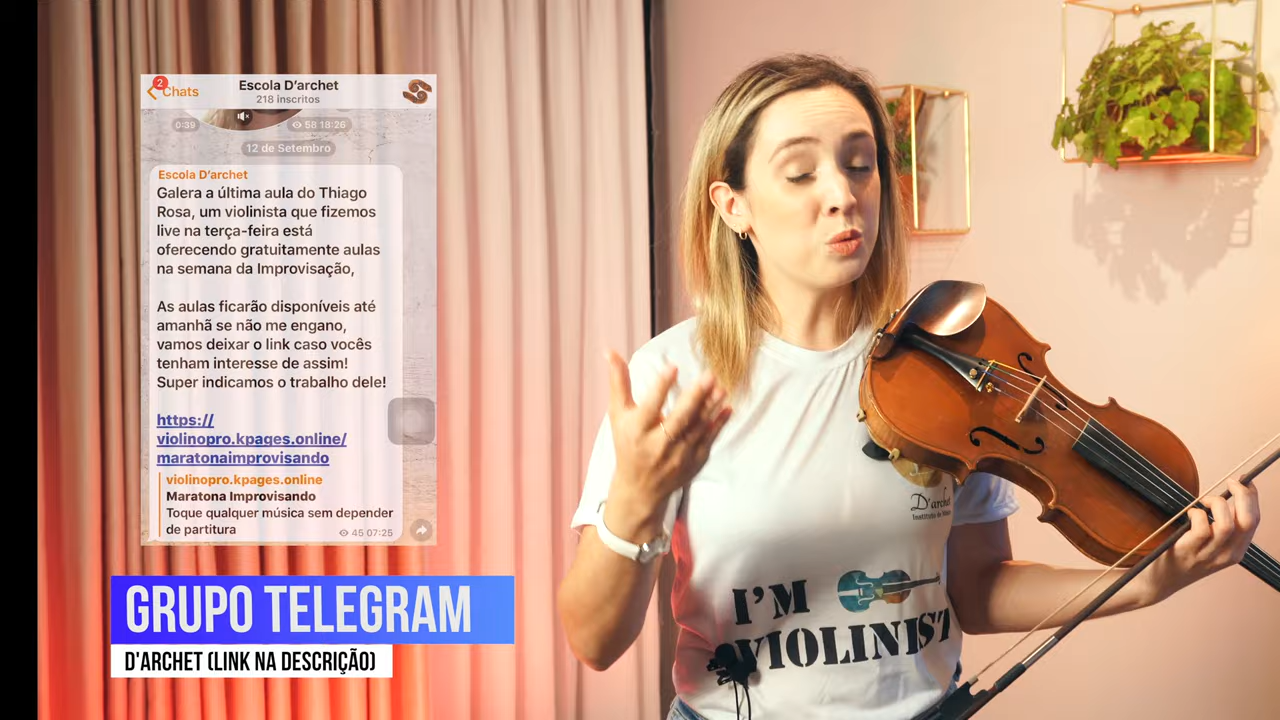 2
Chats
Escola D'archet
218 inscritos
0:39
58 18:26
12 de Setembro
Escola D'archet
Galera a última aula do Thiago
Rosa, um violinista que fizemos
live na terça-feira está
oferecendo gratuitamente aulas
na semana da Improvisação,
As aulas ficarão disponíveis até
amanhã se não me engano,
vamos deixar o link caso vocês
tenham interesse de assim!
Super indicamos o trabalho dele!
https://
violinopro.kpages.online/
maratonaimprovisando
violinopro.kpages.online
Maratona Improvisando
Toque qualquer música sem depender
de partitura
45 07:25
GRUPO TELEGRAM
D'ARCHET (LINK NA DESCRIÇÃO)
D'archet
Instituto de Música
I'M
VIOLINIST